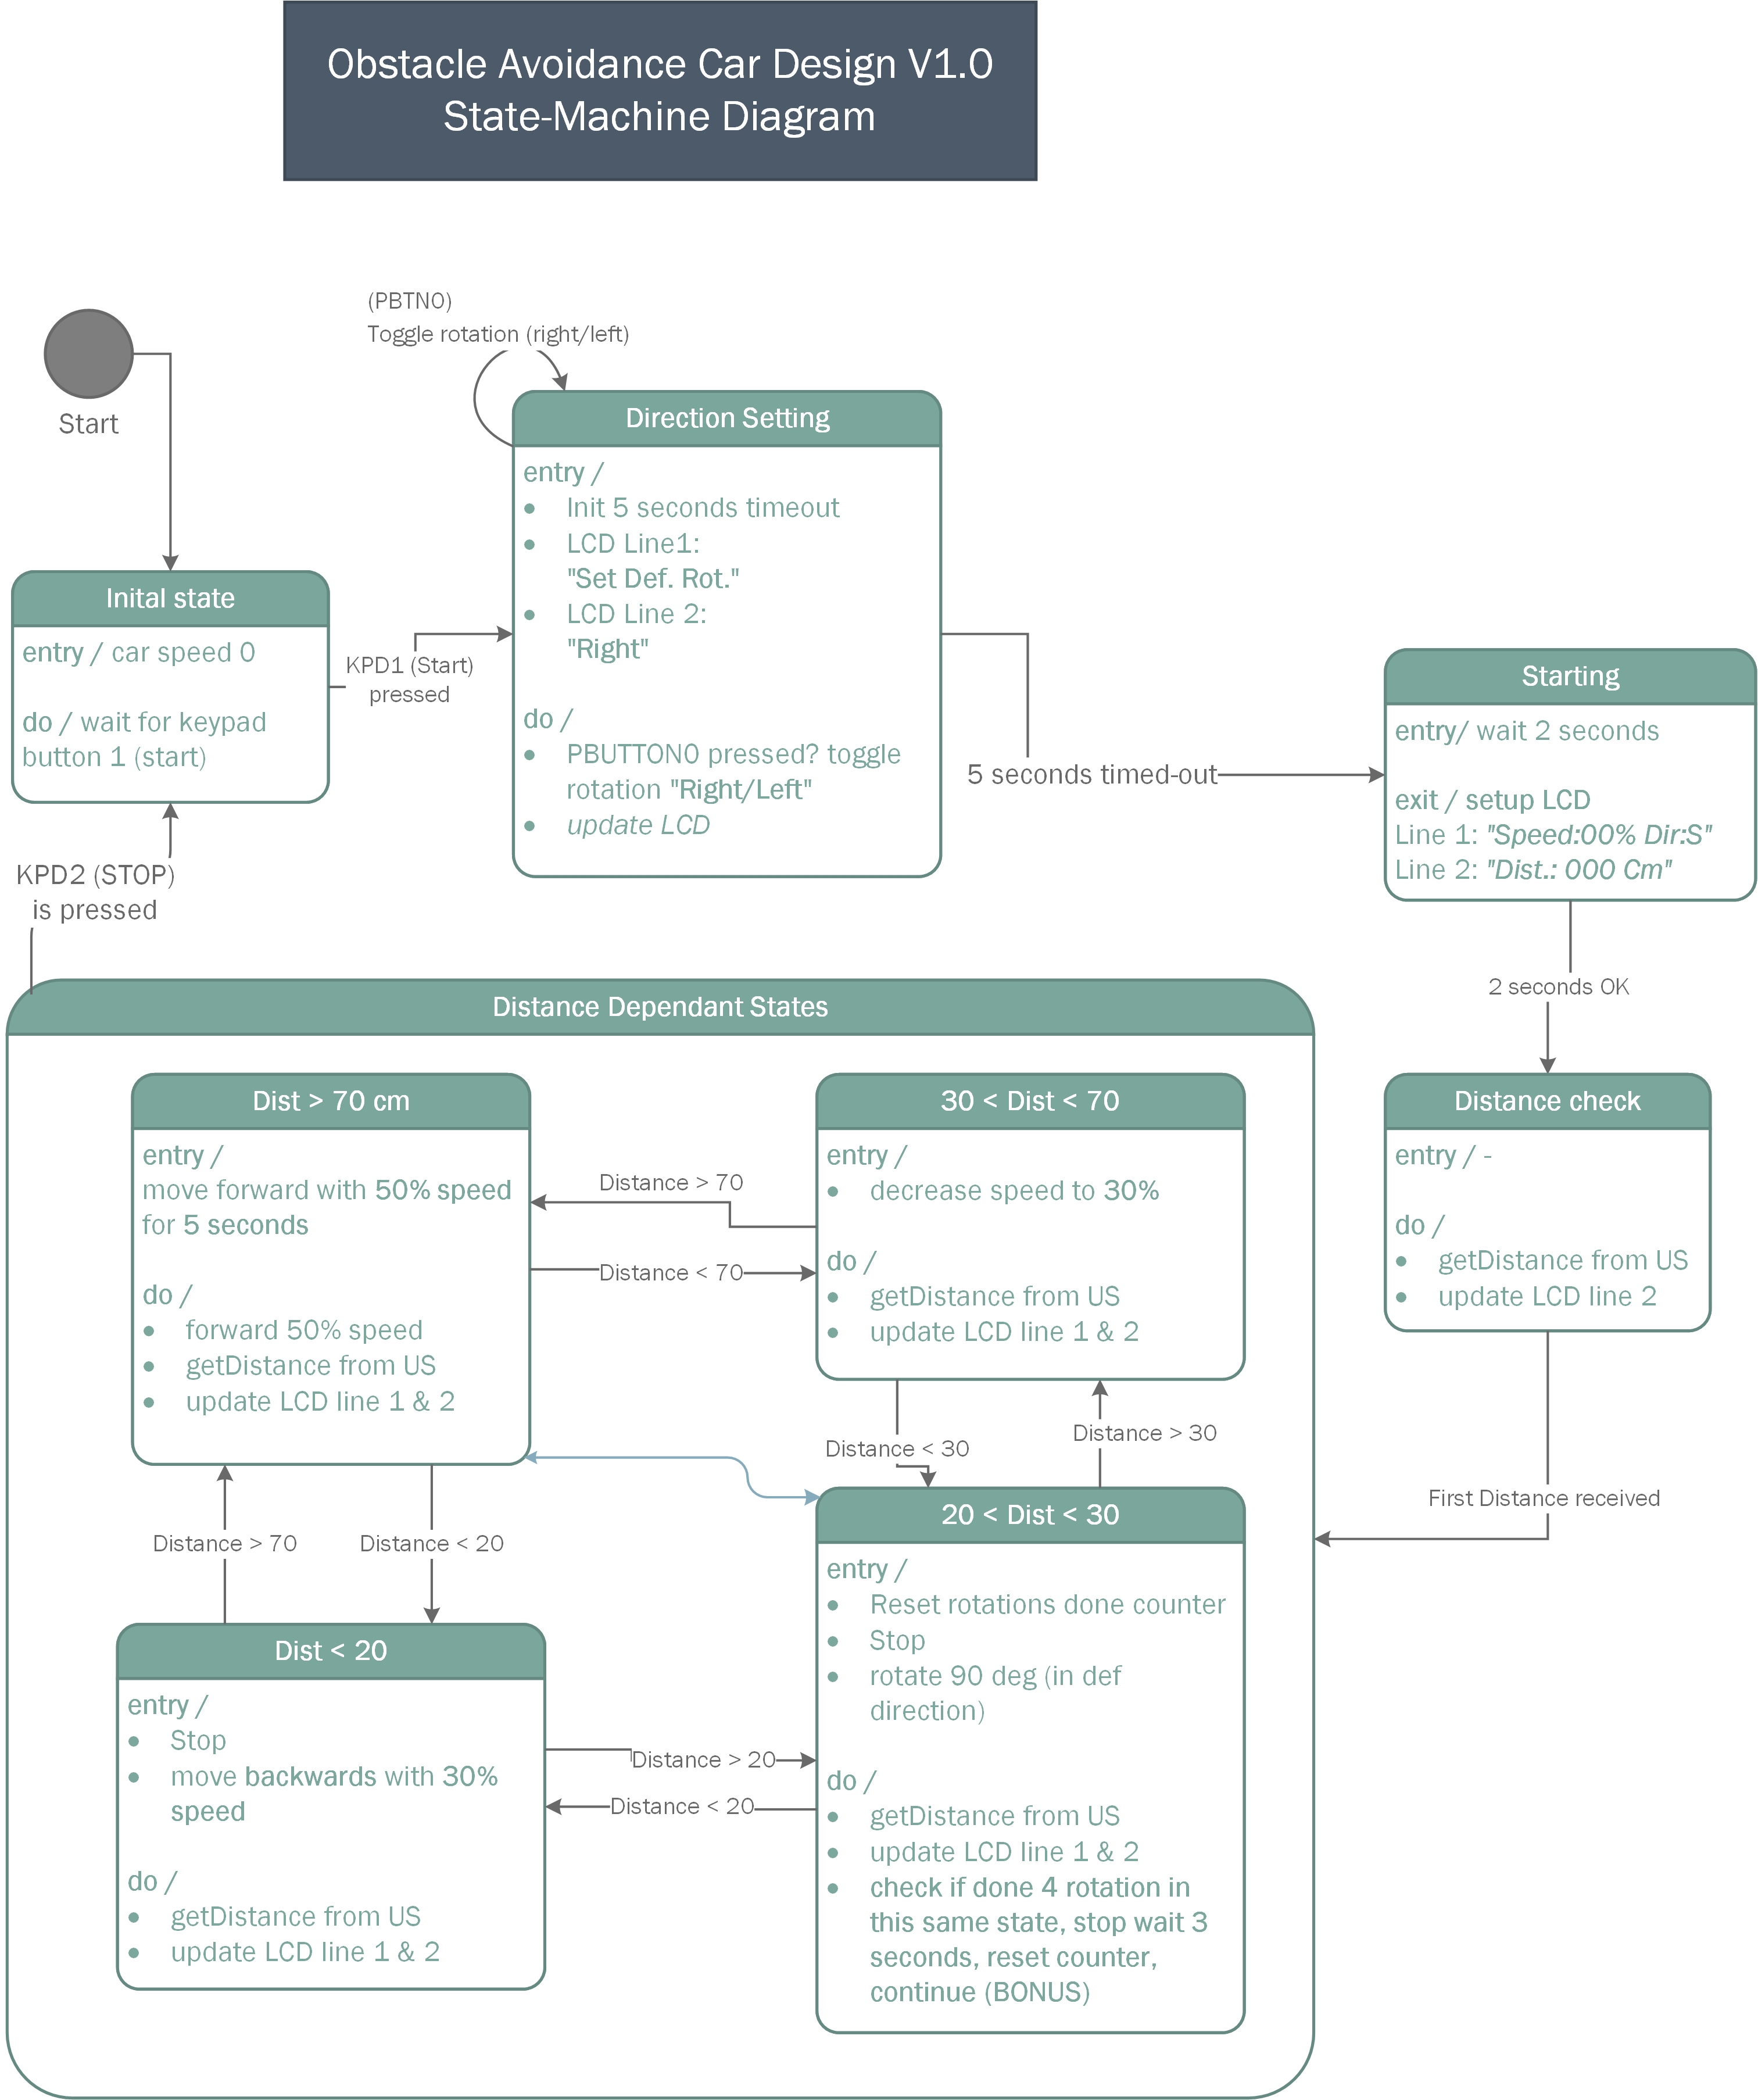 Obstacle Avoidance Car Design V1.0
State-Machine Diagram
(PBTN0)
Toggle rotation (right/left)
Start
Direction Setting
entry /
• Init 5 seconds timeout
• LCD Line1:
"Set Def. Rot."
• LCD Line 2:
"Right"
do /
• PBUTTON0 pressed? toggle
rotation "Right/Left"
• update LCD
Inital state
entry / car speed 0
do / wait for keypad
button 1 (start)
KPD1 (Start)
pressed
5 seconds timed-out
Starting
entry/ wait 2 seconds
exit / setup LCD
Line 1: "Speed:00% Dir:S"
Line 2: "Dist.: 000 Cm"
KPD2 (STOP)
is pressed
2 seconds OK
Distance Dependant States
Dist > 70 cm
entry /
move forward with 50% speed
for 5 seconds
do /
• forward 50% speed
• getDistance from US
• update LCD line 1 & 2
Distance > 70
Distance < 70
30 < Dist < 70
entry /
• decrease speed to 30%
do /
• getDistance from US
• update LCD line 1 & 2
Distance check
entry / -
do /
• getDistance from US
• update LCD line 2
Distance < 30
Distance > 30
First Distance received
Distance > 70
Distance < 20
Dist < 20
entry /
• Stop
• move backwards with 30%
speed
do /
• getDistance from US
• update LCD line 1 & 2
Distance > 20
Distance < 20
20 < Dist < 30
entry /
• Reset rotations done counter
• Stop
• rotate 90 deg (in def
direction)
do /
• getDistance from US
• update LCD line 1 & 2
• check if done 4 rotation in
this same state, stop wait 3
seconds, reset counter,
continue (BONUS)